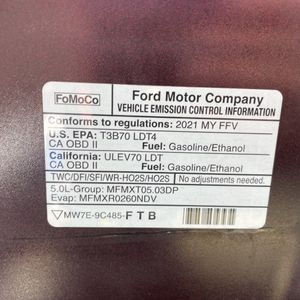 FoMoCo
Ford Motor Company
VEHICLE EMISSION CONTROL INFORMATION
Conforms to regulations: 2021 MY FFV
U.S. EPA: T3B70 LDT4
CA OBD II Fuel: Gasoline/Ethanol
California: ULEV70 LDT
CA OBD II Fuel: Gasoline/Ethanol
TWC/DFI/SFI/WR-HO2S/HO2S No adjustments needed.
5.0L-Group: MFMXT05.03DP
Evap: MFMXR0260NDV
MW7E-9C485-FTB